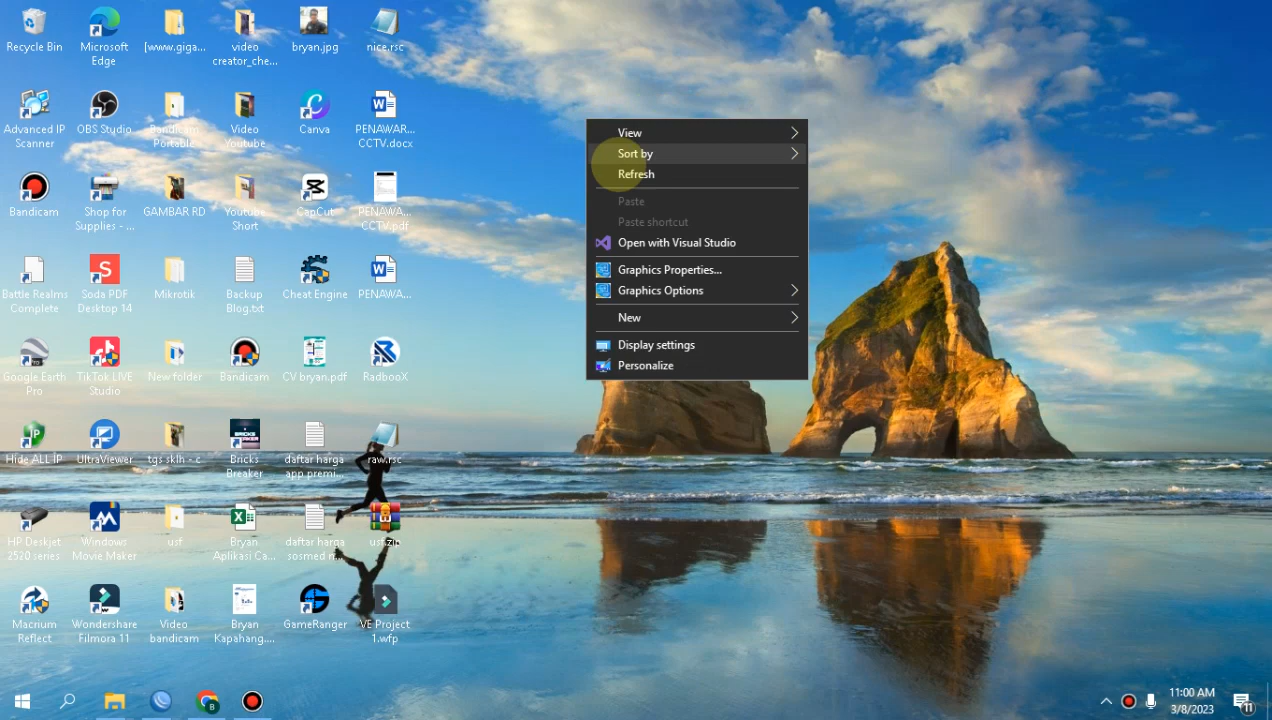 Recycle Bin
Microsoft
Edge
[www.giga...
video
creator_che...
bryan.jpg
nice.rsc
Advanced IP
Scanner
OBS Studio
Bandicam
Portable
Video
Youtube
Canva
PENAWAR...
CCTV.docx
Bandicam
Shop for
Supplies - ...
GAMBAR RD
Youtube
Short
CapCut
PENAWA...
CCTV.pdf
Battle Realms
Complete
Soda PDF
Desktop 14
Mikrotik
Backup
Blog.txt
Cheat Engine
PENAWA...
Google Earth
Pro
TikTok LIVE
Studio
New folder
Bandicam
CV bryan.pdf
RadbooX
Hide ALL IP
UltraViewer
tgs sklh - c
BRICKS
BREAKER
Bricks
Breaker
daftar harga
app premi...
raw.rsc
HP Deskjet
2520 series
Windows
Movie Maker
usf
Bryan
Aplikasi Ca...
daftar harga
sosmed n...
usf.zip
Macrium
Reflect
Wondershare
Filmora 11
Video
bandicam
Bryan
Kapahang....
GameRanger
VE Project
1.wfp
View
Sort by
Refresh
Paste
Paste shortcut
Open with Visual Studio
Graphics Properties...
Graphics Options
New
Display settings
Personalize
11:00 AM
3/8/2023
11